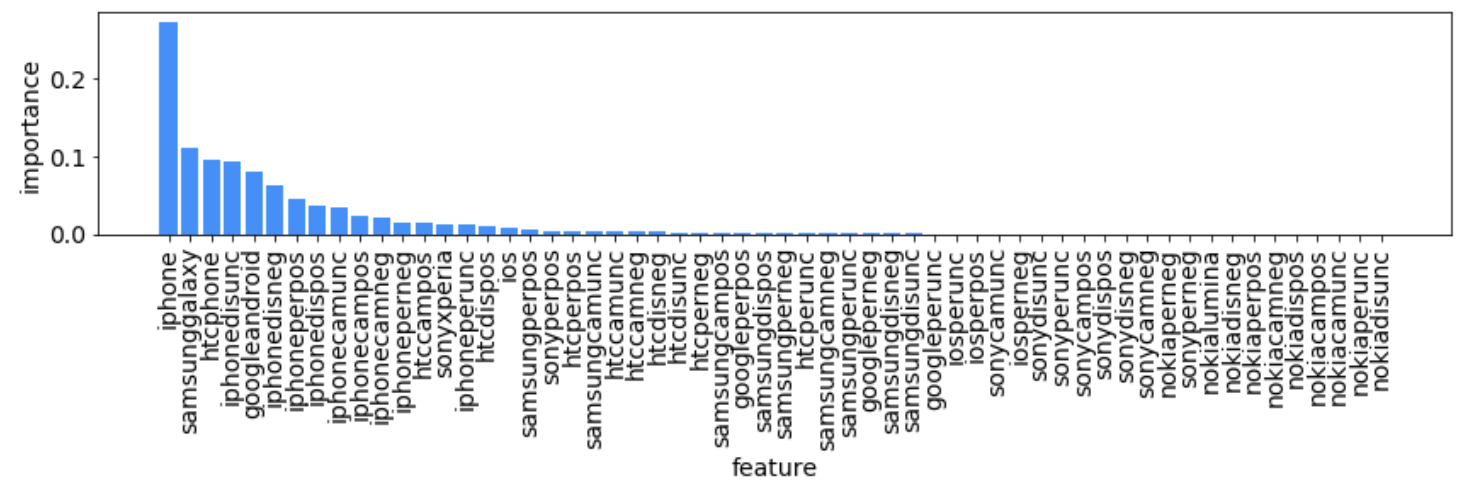 importance
0.2
0.1
0.0
iphone
samsunggalaxy
htcphone
iphonedisunc
googleandroid
iphonedisneg
iphoneperpos
iphonedispos
iphonecamunc
iphonecampos
iphonecamneg
iphoneperneg
htccampos
sonyxperia
iphoneperunc
htcdispos
ios
samsungperpos
sonyperpos
htcperpos
samsungcamunc
htccamunc
htccamneg
htcdisneg
htcdisunc
htcperneg
samsungcampos
googleperpos
samsungdispos
samsungperneg
htcperunc
samsungcamneg
samsungperunc
googleperneg
samsungdisneg
samsungdisunc
googleperunc
iosperunc
iosperpos
sonycamunc
iosperneg
sonydisunc
sonyperunc
sonycampos
sonydispos
sonydisneg
sonycamneg
nokiaperneg
sonyperneg
nokialumina
nokiadisneg
nokiaperpos
nokiacamneg
nokiadispos
nokiacampos
nokiacamunc
nokiaperunc
nokiadisunc
feature